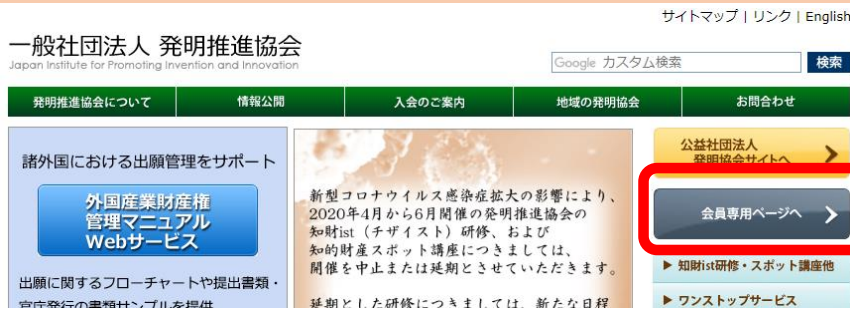 サイトマップ | リンク | English
一般社団法人 発明推進協会
Japan Institute for Promoting Invention and Innovation
Google カスタム検索
検索
発明推進協会について
情報公開
入会のご案内
地域の発明協会
お問合わせ
諸外国における出願管理をサポート
外国産業財産権
管理マニュアル
Webサービス
出願に関するフローチャートや提出書類・
官庁発行の書類サンプルを提供
新型コロナウイルス感染症拡大の影響により、
2020年4月から6月開催の発明推進協会の
知財ist（チザイスト）研修、および
知的財産スポット講座につきましては、
開催を中止または延期とさせていただきます。
延期とした研修につきましては、新たな日程
公益社団法人
発明協会サイトへ
会員専用ページへ
▶ 知財ist研修・スポット講座他
▶ ワンストップサービス